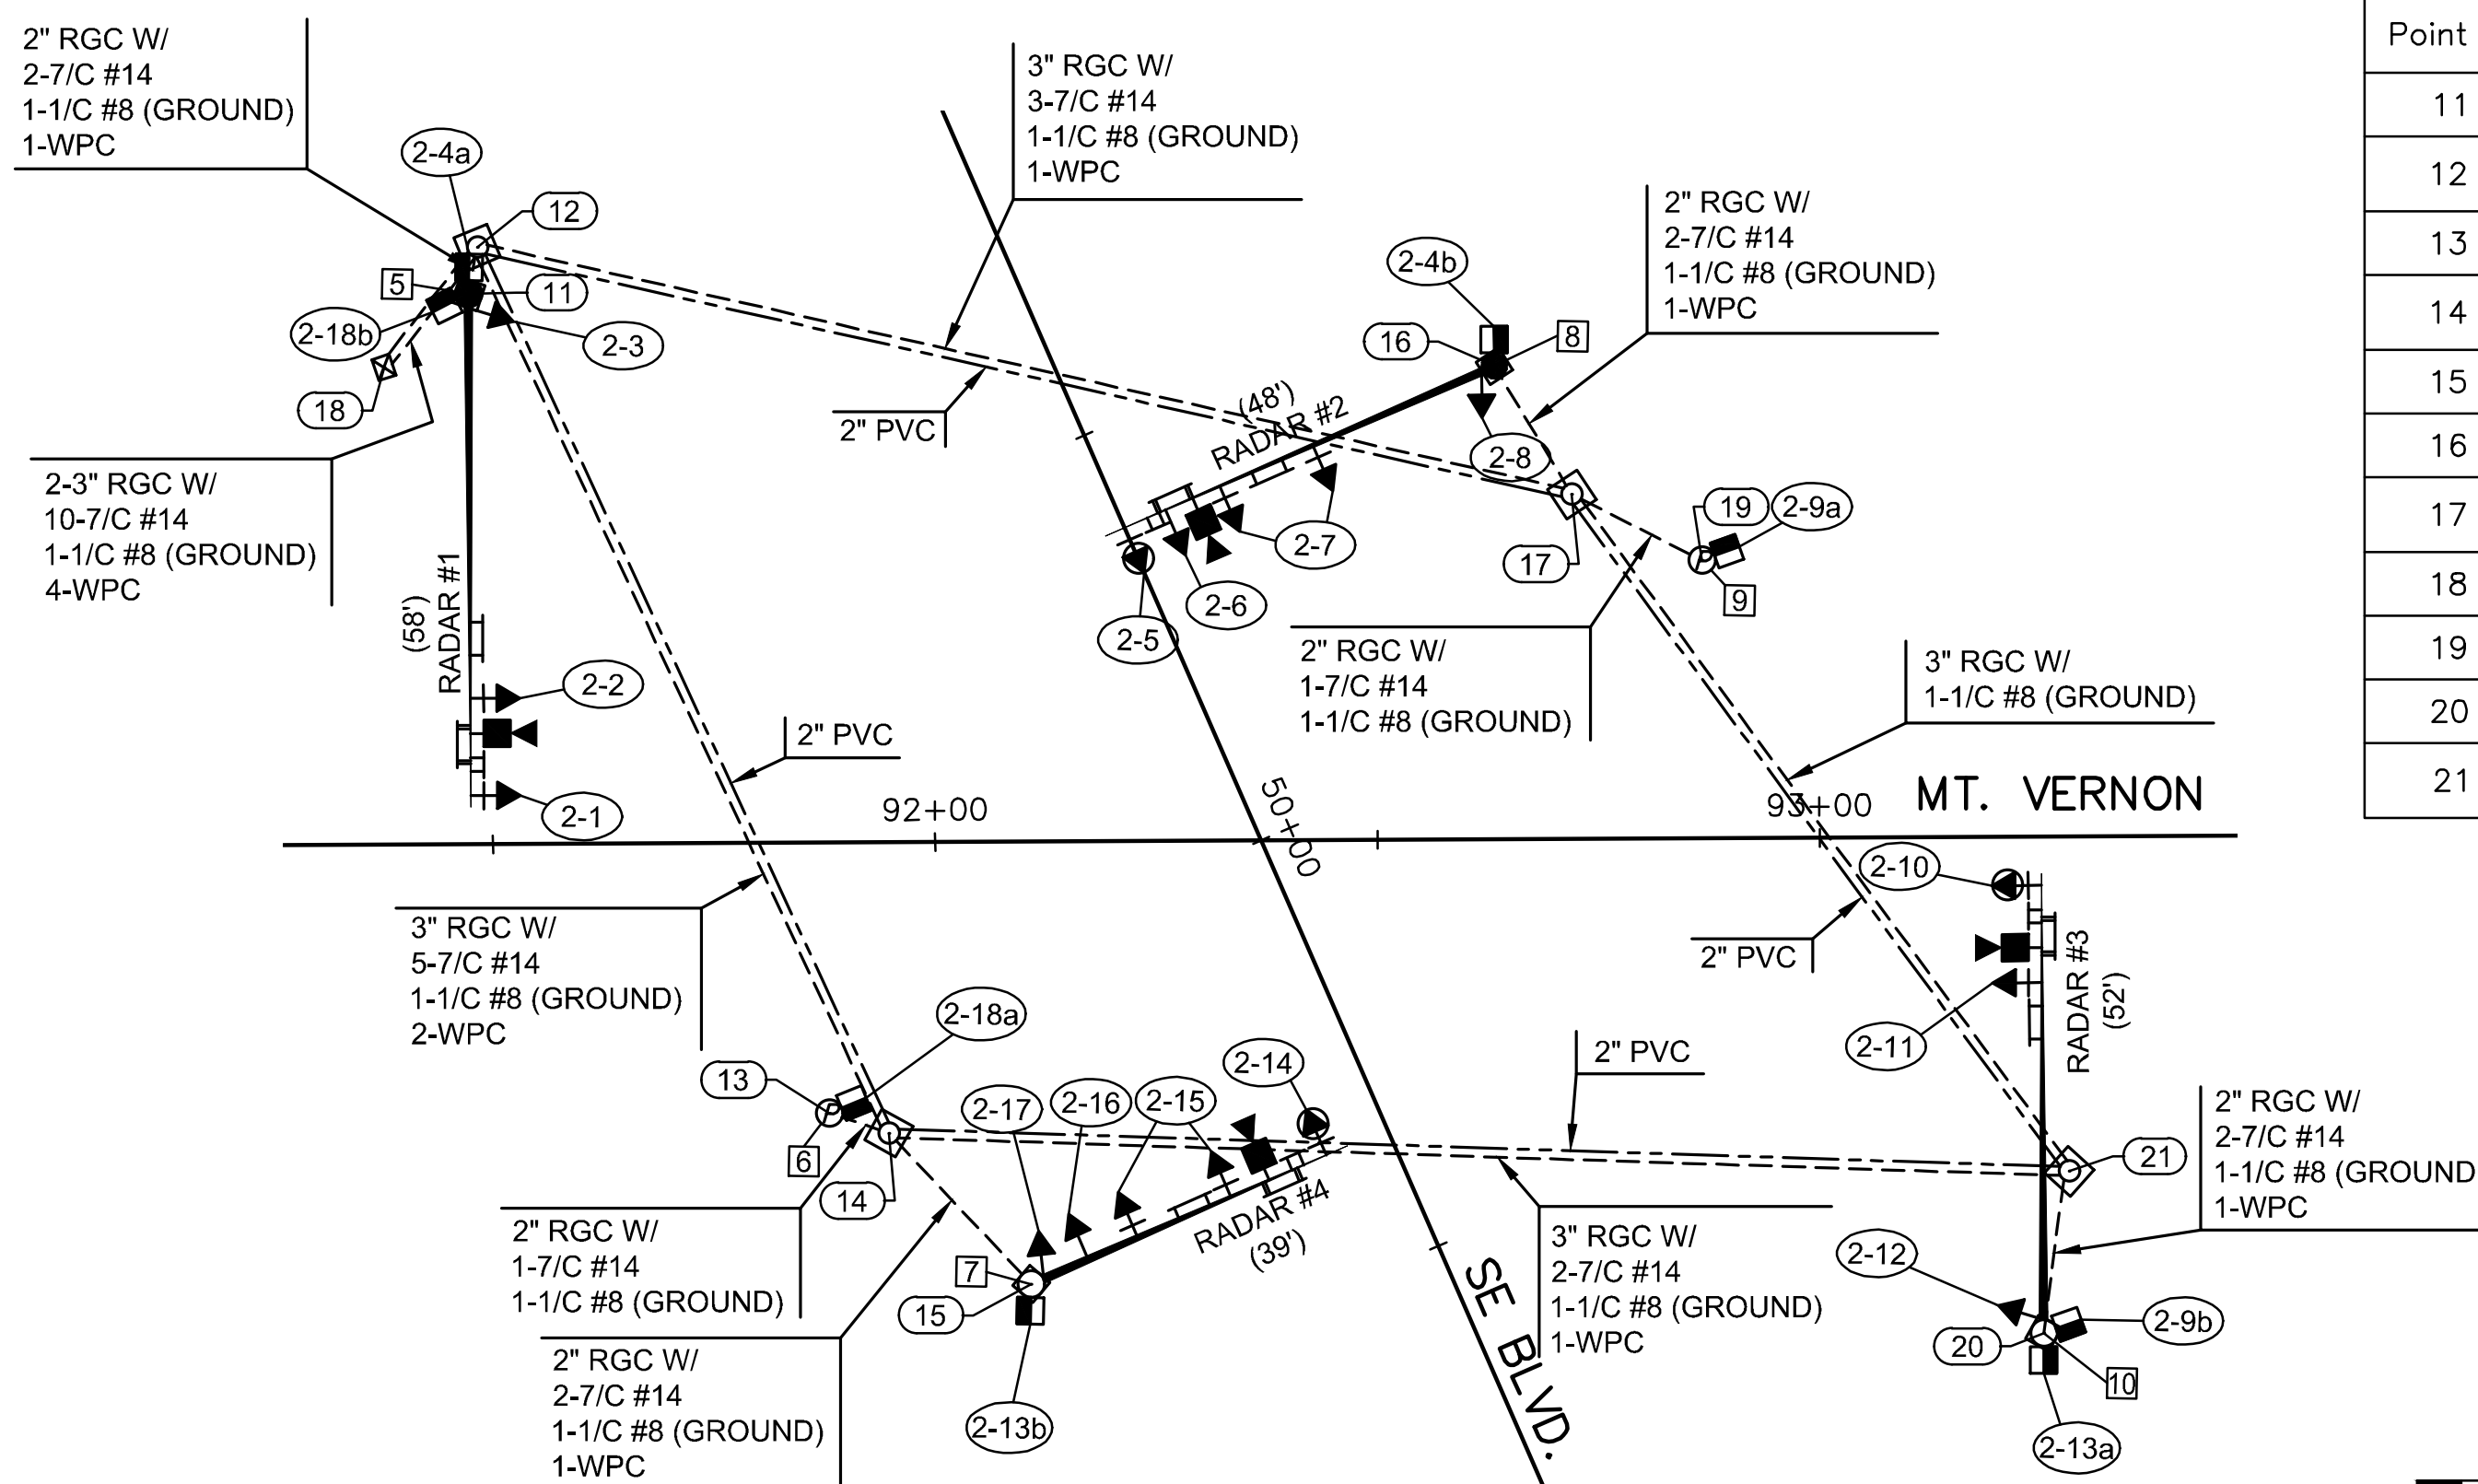 2" RGC W/
2-7/C #14
1-1/C #8 (GROUND)
1-WPC
2-4a
12
5
11
2-18b
2-3
18
3" RGC W/
3-7/C #14
1-1/C #8 (GROUND)
1-WPC
2" PVC
2" RGC W/
2-7/C #14
1-1/C #8 (GROUND)
1-WPC
2-4b
16
8
(48')
RADAR #2
2-8
2-7
2-6
2-5
17
19
2-9a
9
2-3" RGC W/
10-7/C #14
1-1/C #8 (GROUND)
4-WPC
(58')
RADAR #1
2-2
2-1
2" PVC
2" RGC W/
1-7/C #14
1-1/C #8 (GROUND)
3" RGC W/
1-1/C #8 (GROUND)
92+00
50+00
93+00
MT. VERNON
3" RGC W/
5-7/C #14
1-1/C #8 (GROUND)
2-WPC
2" PVC
2-10
2-11
RADAR #3
(52')
2-18a
13
6
14
2-17
2-16
2-15
2-14
2" PVC
RADAR #4
(39')
7
15
2-13b
2" RGC W/
1-7/C #14
1-1/C #8 (GROUND)
2" RGC W/
2-7/C #14
1-1/C #8 (GROUND)
1-WPC
3" RGC W/
2-7/C #14
1-1/C #8 (GROUND)
1-WPC
SE BLVD.
21
2" RGC W/
2-7/C #14
1-1/C #8 (GROUND
1-WPC
2-12
20
2-9b
10
2-13a
Point
11
12
13
14
15
16
17
18
19
20
21